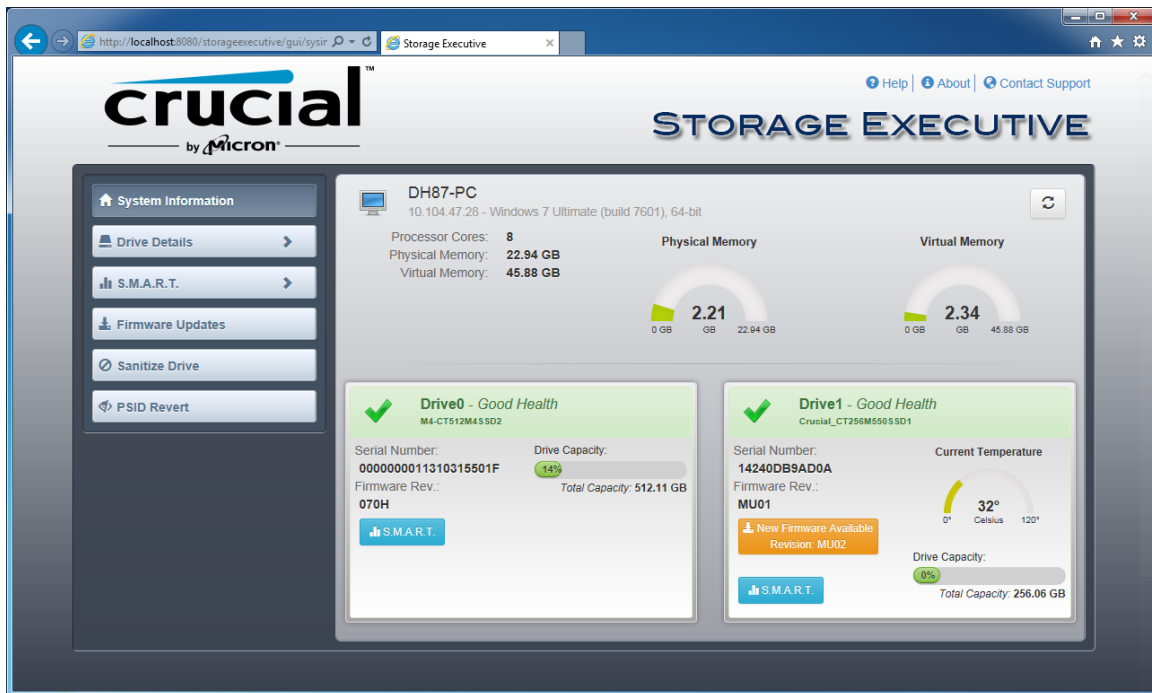 http://localhost:8080/storageexecutive/gui/sysir
Storage Executive
crucial™
by Micron®
Help | About | Contact Support
STORAGE EXECUTIVE
System Information
Drive Details
S.M.A.R.T.
Firmware Updates
Sanitize Drive
PSID Revert
DH87-PC
10.104.47.28 - Windows 7 Ultimate (build 7601), 64-bit
Processor Cores: 8
Physical Memory: 22.94 GB
Virtual Memory: 45.88 GB
Physical Memory
2.21
0 GB GB 22.94 GB
Virtual Memory
2.34
0 GB GB 45.88 GB
Drive0 - Good Health
M4-CT512M4SSD2
Serial Number:
0000000011310315501F
Firmware Rev.:
070H
S.M.A.R.T.
Drive Capacity:
14%
Total Capacity: 512.11 GB
Drive1 - Good Health
Crucial_CT256M550SSD1
Serial Number:
14240DB9AD0A
Firmware Rev.:
MU01
New Firmware Available
Revision: MU02
S.M.A.R.T.
Current Temperature
32°
0° Celsius 120°
Drive Capacity:
0%
Total Capacity: 256.06 GB